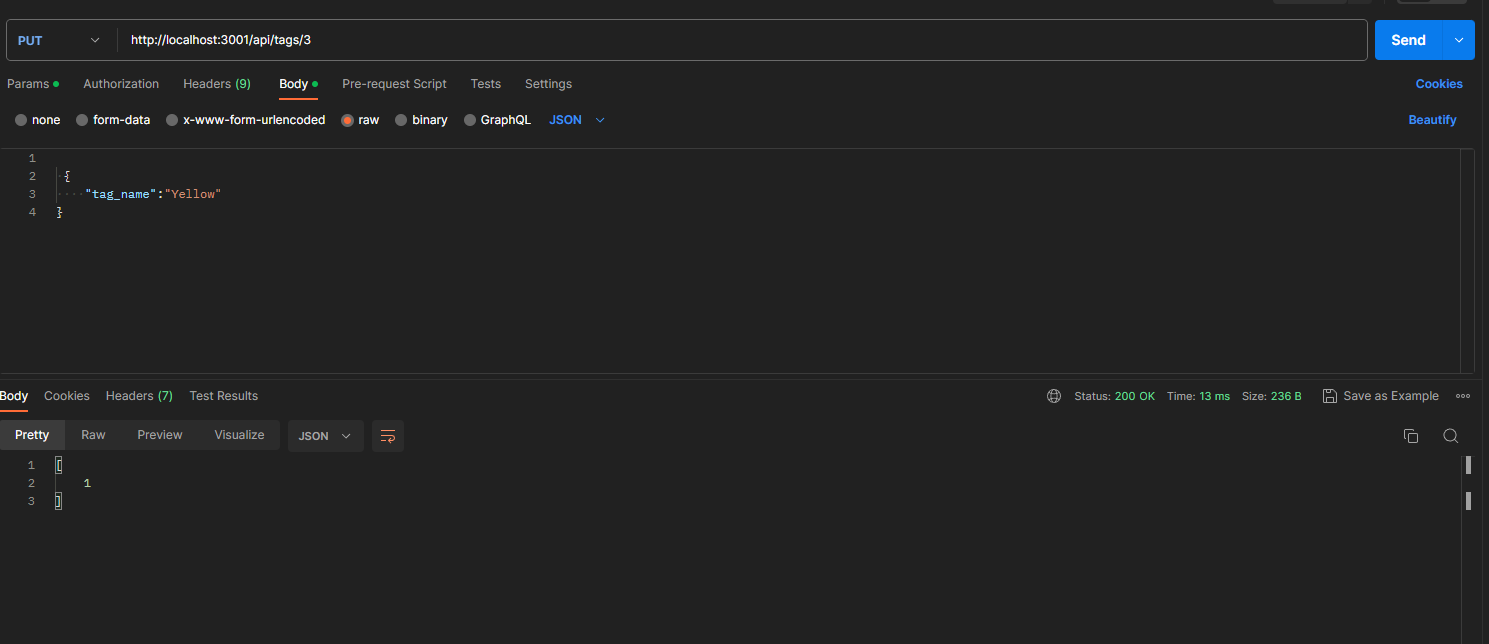 PUT http://localhost:3001/api/tags/3 Send
Params Authorization Headers (9) Body Pre-request Script Tests Settings Cookies
none form-data x-www-form-urlencoded raw binary GraphQL JSON Beautify
1
2 {
3 "tag_name":"Yellow"
4 }
Body Cookies Headers (7) Test Results Status: 200 OK Time: 13 ms Size: 236 B Save as Example
Pretty Raw Preview Visualize JSON
1 [
2 1
3 ]